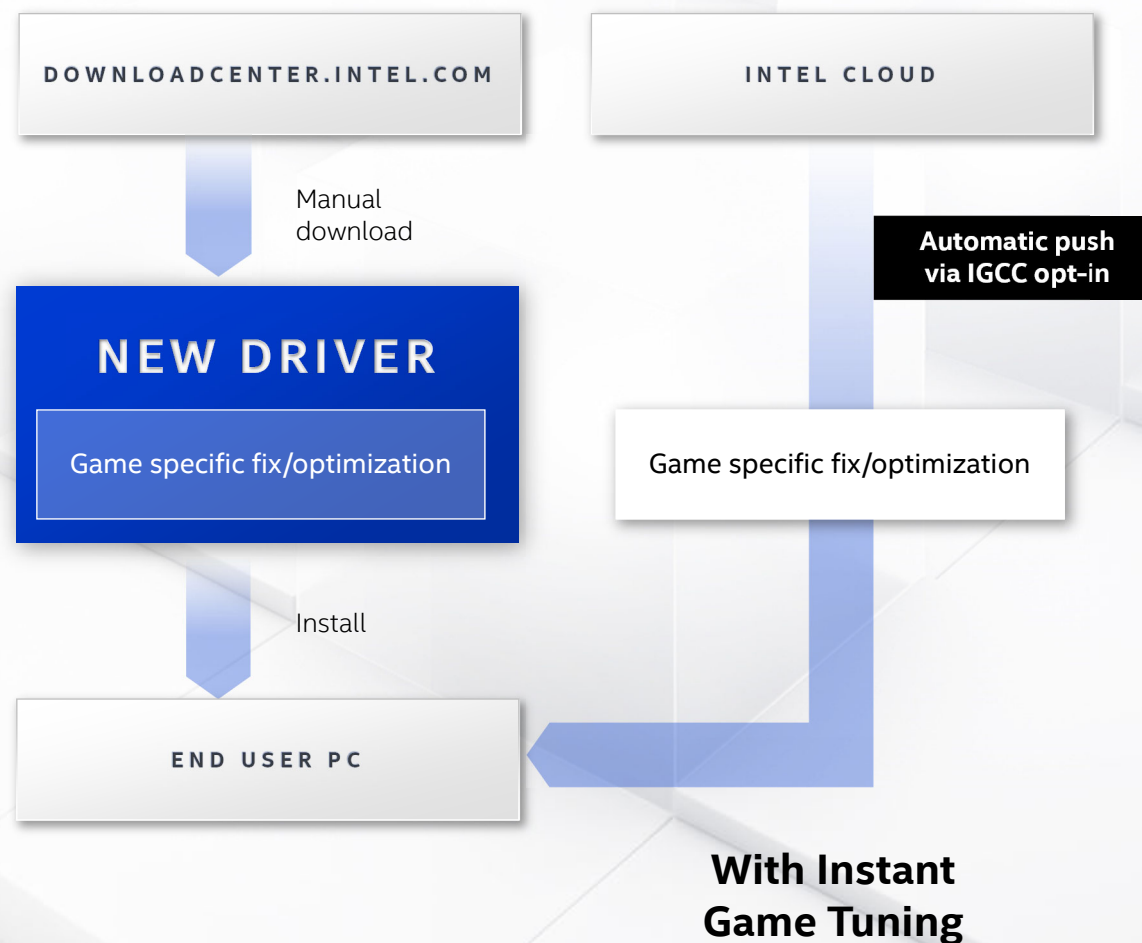 DOWNLOADCENTER.INTEL.COM
INTEL CLOUD
Manual
download
Automatic push
via IGCC opt-in
NEW DRIVER
Game specific fix/optimization
Game specific fix/optimization
Install
END USER PC
With Instant
Game Tuning